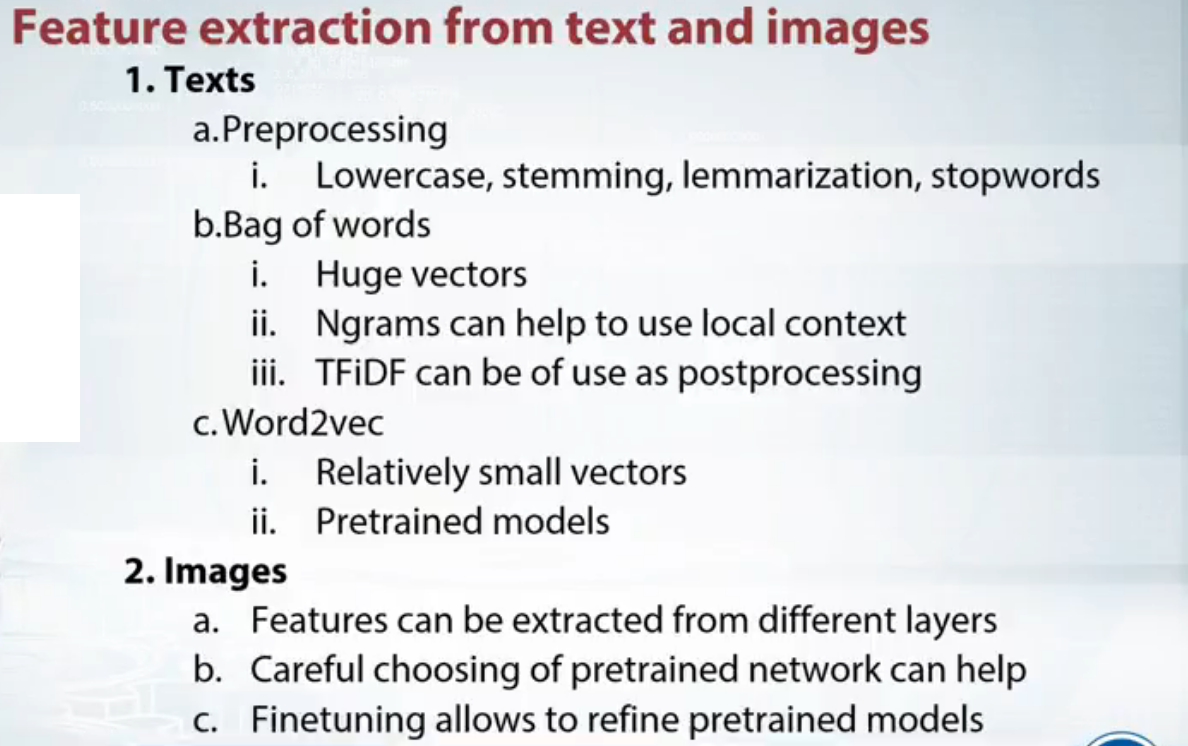 Feature extraction from text and images
1. Texts
a.Preprocessing
i. Lowercase, stemming, lemmarization, stopwords
b.Bag of words
i. Huge vectors
ii. Ngrams can help to use local context
iii. TFiDF can be of use as postprocessing
c.Word2vec
i. Relatively small vectors
ii. Pretrained models
2. Images
a. Features can be extracted from different layers
b. Careful choosing of pretrained network can help
c. Finetuning allows to refine pretrained models